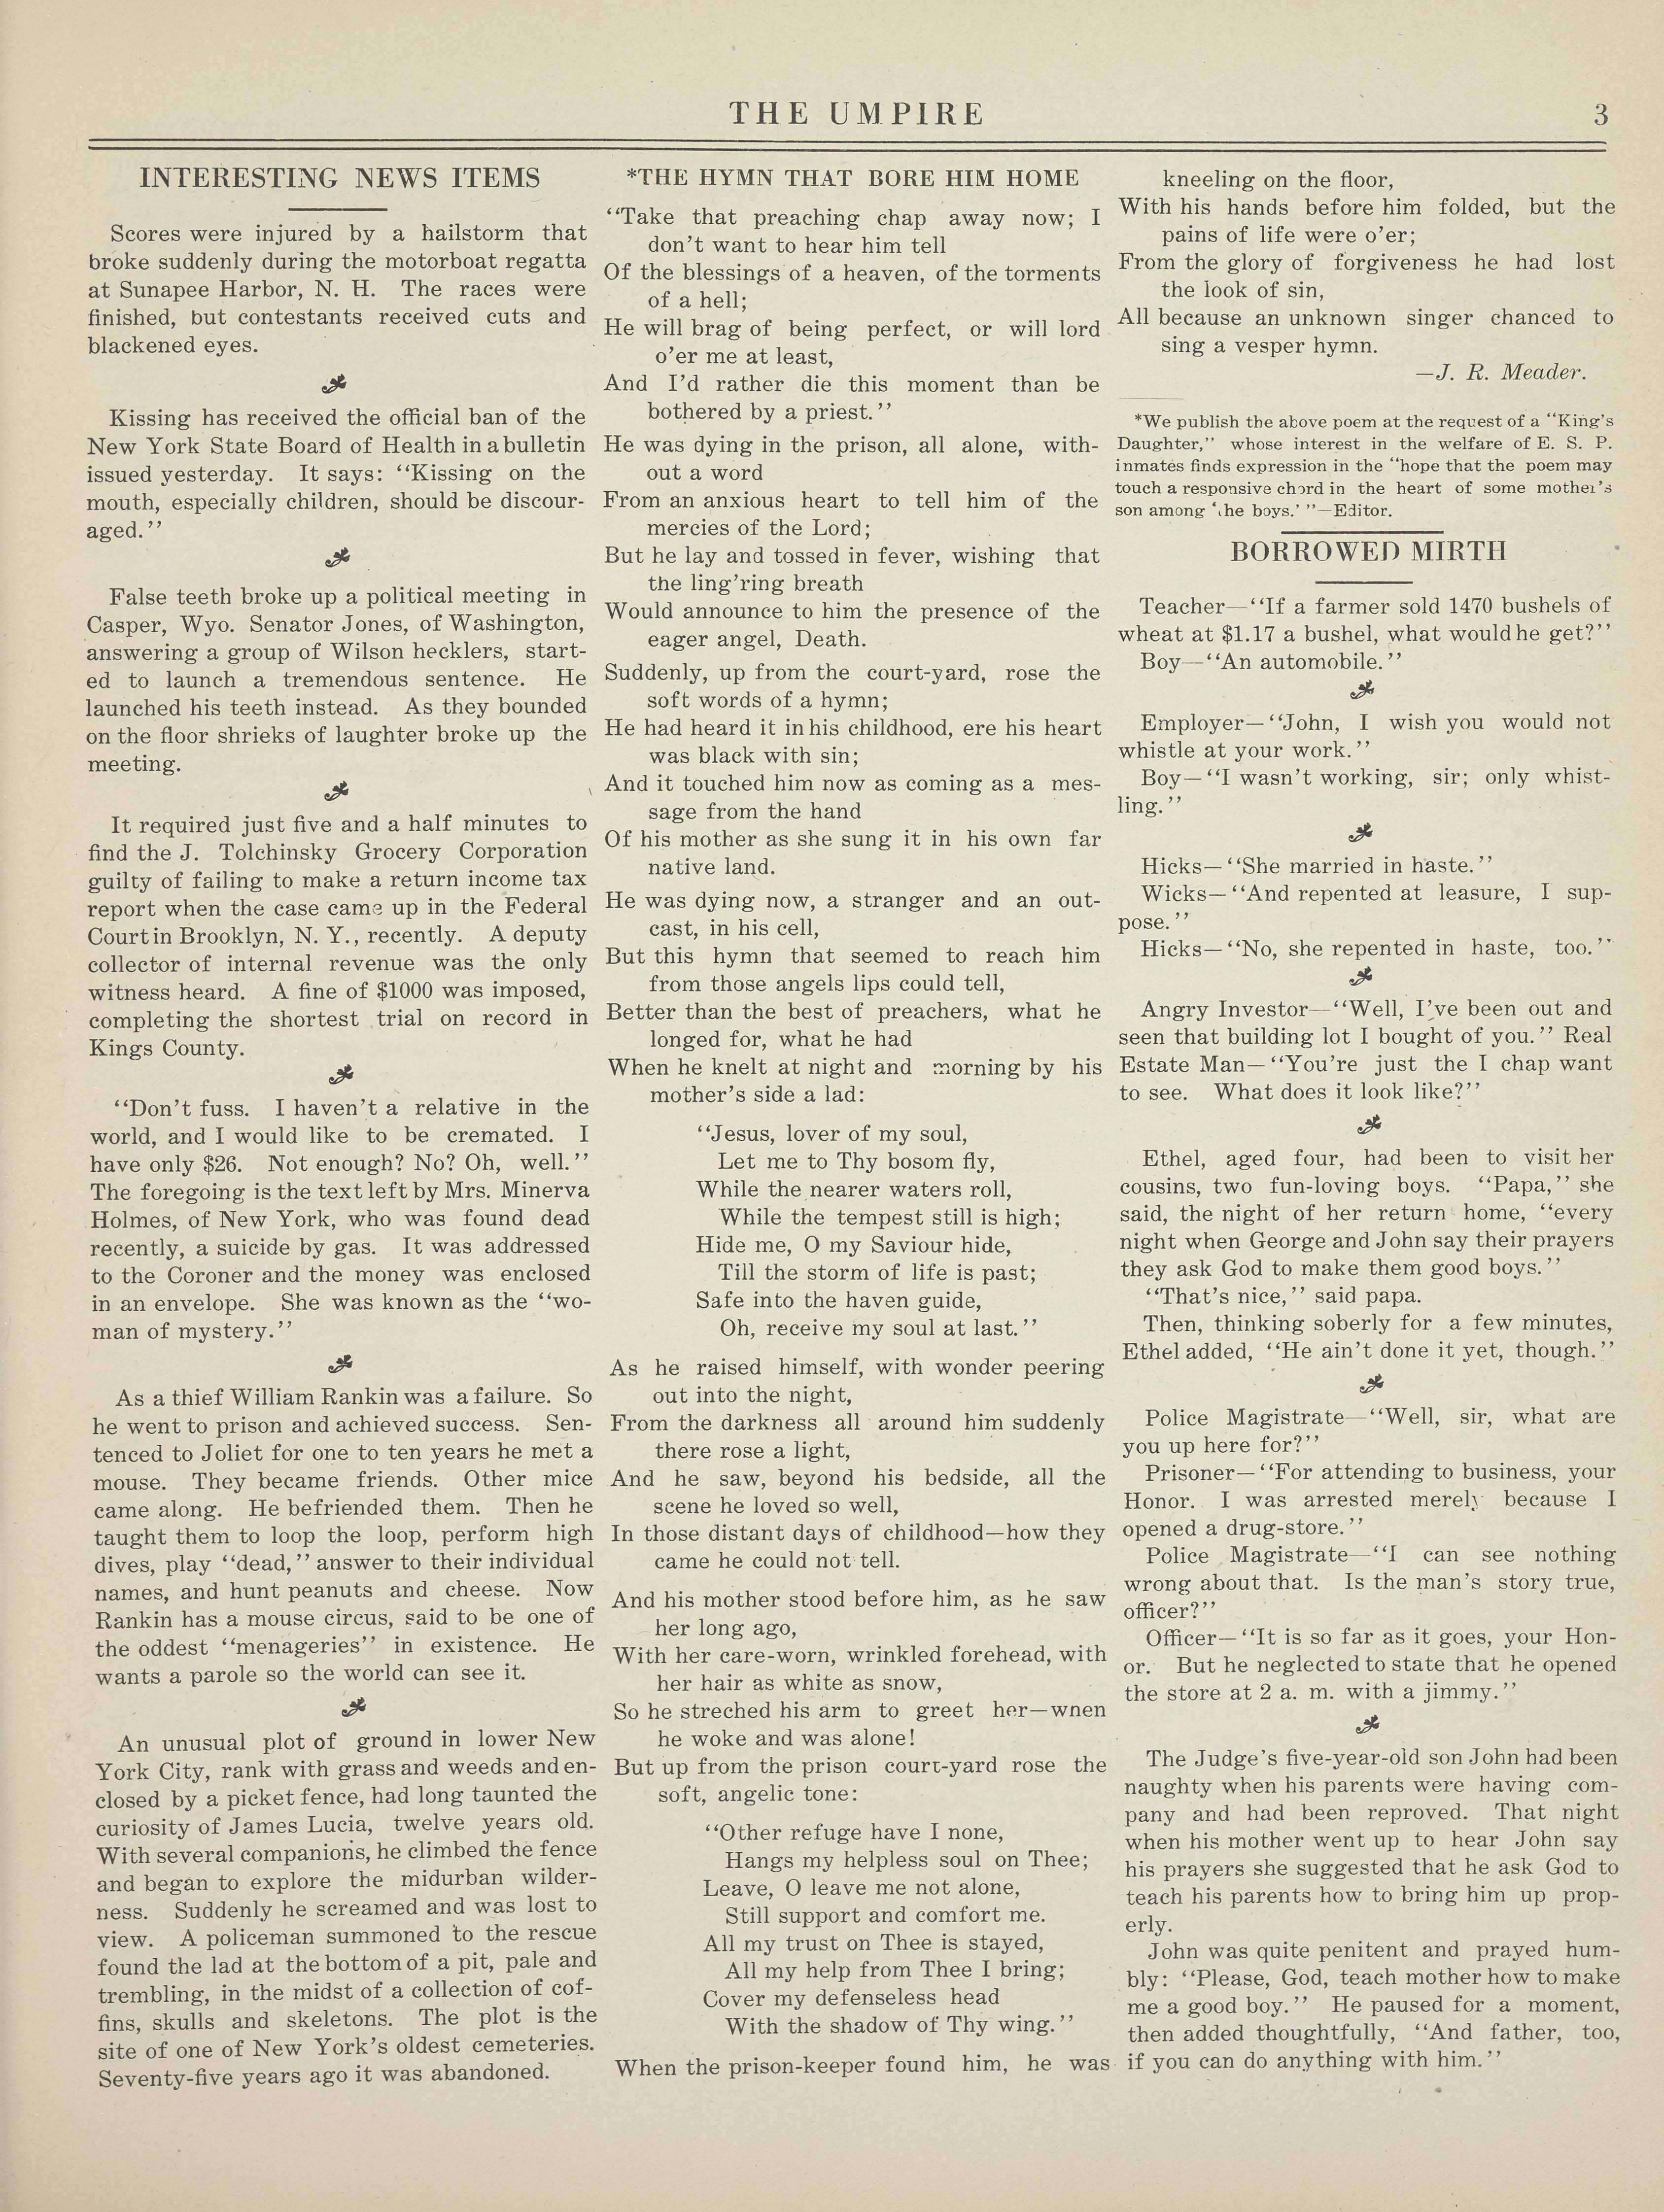 THE UMPIRE
3
INTERESTING NEWS ITEMS
Scores were injured by a hailstorm that
broke suddenly during the motorboat regatta
at Sunapee Harbor, N. H. The races were
finished, but contestants received cuts and
blackened eyes.
Kissing has received the official ban of the
New York State Board of Health in a bulletin
issued yesterday. It says: ‘‘Kissing on the
mouth, especially children, should be discour-
aged.’’
False teeth broke up a political meeting in
Casper, Wyo. Senator Jones, of Washington,
answering a group of Wilson hecklers, start-
ed to launch a tremendous sentence. He
launched his teeth instead. As they bounded
on the floor shrieks of laughter broke up the
meeting.
It required just five and a half minutes to
find the J. Tolchinsky Grocery Corporation
guilty of failing to make a return income tax
report when the case came up in the Federal
Court in Brooklyn, N. Y., recently. A deputy
collector of internal revenue was the only
witness heard. A fine of $1000 was imposed,
completing the shortest trial on record in
Kings County.
‘‘Don’t fuss. I haven’t a relative in the
world, and I would like to be cremated. I
have only $26. Not enough? No? Oh, well.’’
The foregoing is the text left by Mrs. Minerva
Holmes, of New York, who was found dead
recently, a suicide by gas. It was addressed
to the Coroner and the money was enclosed
in an envelope. She was known as the ‘‘wo-
man of mystery.’’
As a thief William Rankin was a failure. So
he went to prison and achieved success. Sen-
tenced to Joliet for one to ten years he met a
mouse. They became friends. Other mice
came along. He befriended them. Then he
taught them to loop the loop, perform high
dives, play ‘‘dead,’’ answer to their individual
names, and hunt peanuts and cheese. Now
Rankin has a mouse circus, said to be one of
the oddest ‘‘menageries’’ in existence. He
wants a parole so the world can see it.
An unusual plot of ground in lower New
York City, rank with grass and weeds and en-
closed by a picket fence, had long taunted the
curiosity of James Lucia, twelve years old.
With several companions, he climbed the fence
and began to explore the midurban wilder-
ness. Suddenly he screamed and was lost to
view. A policeman summoned to the rescue
found the lad at the bottom of a pit, pale and
trembling, in the midst of a collection of cof-
fins, skulls and skeletons. The plot is the
site of one of New York’s oldest cemeteries.
Seventy-five years ago it was abandoned.
*THE HYMN THAT BORE HIM HOME
‘‘Take that preaching chap away now; I
don’t want to hear him tell
Of the blessings of a heaven, of the torments
of a hell;
He will brag of being perfect, or will lord
o’er me at least,
And I’d rather die this moment than be
bothered by a priest.’’
He was dying in the prison, all alone, with-
out a word
From an anxious heart to tell him of the
mercies of the Lord;
But he lay and tossed in fever, wishing that
the ling’ring breath
Would announce to him the presence of the
eager angel, Death.
Suddenly, up from the court-yard, rose the
soft words of a hymn;
He had heard it in his childhood, ere his heart
was black with sin;
And it touched him now as coming as a mes-
sage from the hand
Of his mother as she sung it in his own far
native land.
He was dying now, a stranger and an out-
cast, in his cell,
But this hymn that seemed to reach him
from those angels lips could tell,
Better than the best of preachers, what he
longed for, what he had
When he knelt at night and morning by his
mother’s side a lad:
‘‘Jesus, lover of my soul,
Let me to Thy bosom fly,
While the nearer waters roll,
While the tempest still is high;
Hide me, O my Saviour hide,
Till the storm of life is past;
Safe into the haven guide,
Oh, receive my soul at last.’’
As he raised himself, with wonder peering
out into the night,
From the darkness all around him suddenly
there rose a light,
And he saw, beyond his bedside, all the
scene he loved so well,
In those distant days of childhood—how they
came he could not tell.
And his mother stood before him, as he saw
her long ago,
With her care-worn, wrinkled forehead, with
her hair as white as snow,
So he streched his arm to greet her—wnen
he woke and was alone!
But up from the prison court-yard rose the
soft, angelic tone:
‘‘Other refuge have I none,
Hangs my helpless soul on Thee;
Leave, O leave me not alone,
Still support and comfort me.
All my trust on Thee is stayed,
All my help from Thee I bring;
Cover my defenseless head
With the shadow of Thy wing.’’
When the prison-keeper found him, he was
kneeling on the floor,
With his hands before him folded, but the
pains of life were o’er;
From the glory of forgiveness he had lost
the look of sin,
All because an unknown singer chanced to
sing a vesper hymn.
—J. R. Meader.
*We publish the above poem at the request of a ‘‘King’s
Daughter,’’ whose interest in the welfare of E. S. P.
inmates finds expression in the ‘‘hope that the poem may
touch a responsive chord in the heart of some mother’s
son among ‘the boys.’ ’’—Editor.
BORROWED MIRTH
Teacher—‘‘If a farmer sold 1470 bushels of
wheat at $1.17 a bushel, what would he get?’’
Boy—‘‘An automobile.’’
Employer—‘‘John, I wish you would not
whistle at your work.’’
Boy—‘‘I wasn’t working, sir; only whist-
ling.’’
Hicks—‘‘She married in haste.’’
Wicks—‘‘And repented at leasure, I sup-
pose.’’
Hicks—‘‘No, she repented in haste, too.’’
Angry Investor—‘‘Well, I’ve been out and
seen that building lot I bought of you.’’ Real
Estate Man—‘‘You’re just the I chap want
to see. What does it look like?’’
Ethel, aged four, had been to visit her
cousins, two fun-loving boys. ‘‘Papa,’’ she
said, the night of her return home, ‘‘every
night when George and John say their prayers
they ask God to make them good boys.’’
‘‘That’s nice,’’ said papa.
Then, thinking soberly for a few minutes,
Ethel added, ‘‘He ain’t done it yet, though.’’
Police Magistrate—‘‘Well, sir, what are
you up here for?’’
Prisoner—‘‘For attending to business, your
Honor. I was arrested merely because I
opened a drug-store.’’
Police Magistrate—‘‘I can see nothing
wrong about that. Is the man’s story true,
officer?’’
Officer—‘‘It is so far as it goes, your Hon-
or. But he neglected to state that he opened
the store at 2 a. m. with a jimmy.’’
The Judge’s five-year-old son John had been
naughty when his parents were having com-
pany and had been reproved. That night
when his mother went up to hear John say
his prayers she suggested that he ask God to
teach his parents how to bring him up prop-
erly.
John was quite penitent and prayed hum-
bly: ‘‘Please, God, teach mother how to make
me a good boy.’’ He paused for a moment,
then added thoughtfully, ‘‘And father, too,
if you can do anything with him.’’